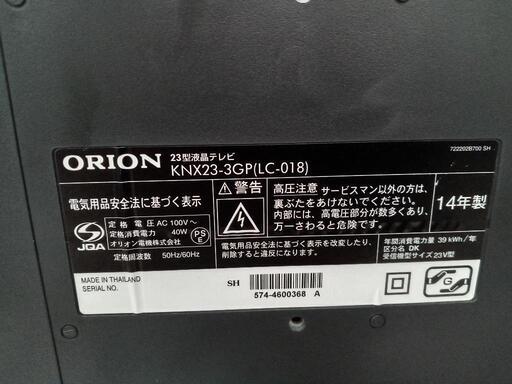 722202B700 SH
ORION
23型液晶テレビ
KNX23-3GP(LC-018)
電気用品安全法に基づく表示
JQA
定格電圧 AC 100V～
定格消費電力 40W
オリオン電機株式会社
定格周波数 50Hz/60Hz
PS
E
警告
高圧注意 サービスマン以外の方は、
裏ぶたをあけないでください。
内部には、高電圧部分が数多くあり、
万一さわると危険です。
電気用品安全法に基づく表示を改変したり、
削除すると違反になります。
14年製
年間消費電力量 39 kWh/年
区分名 DK
受信機型サイズ 23V型
MADE IN THAILAND
SERIAL NO.
SH
574-4600368 A
G